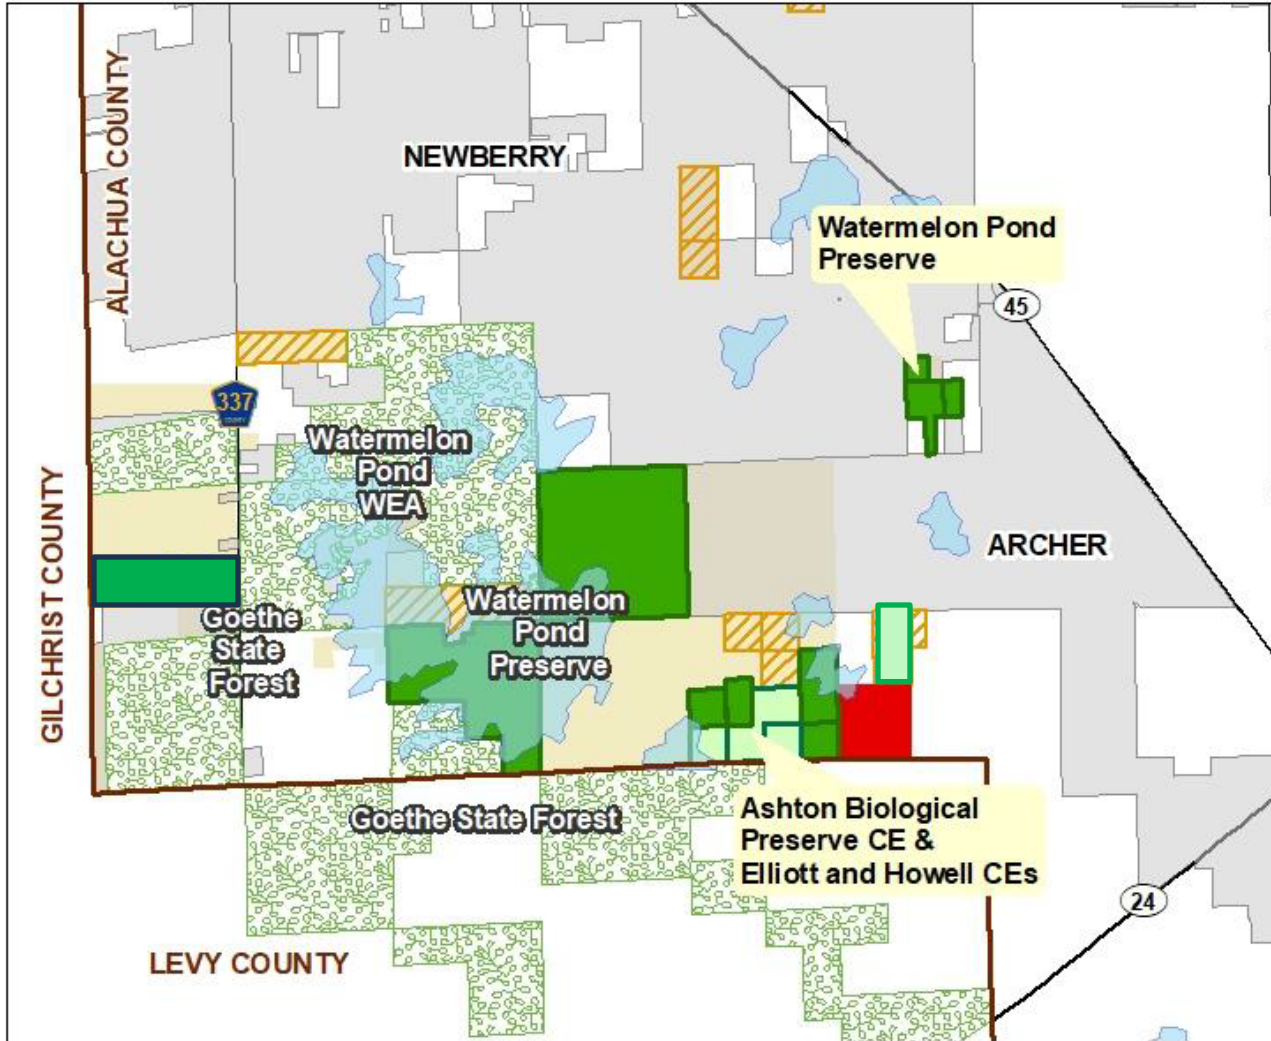 ALACHUA COUNTY
NEWBERRY
Watermelon Pond
Preserve
45
337
Watermelon
Pond
WEA
GILCHRIST COUNTY
ARCHER
Goethe
State
Forest
Watermelon
Pond
Preserve
Goethe State Forest
Ashton Biological
Preserve CE &
Elliott and Howell CEs
24
LEVY COUNTY